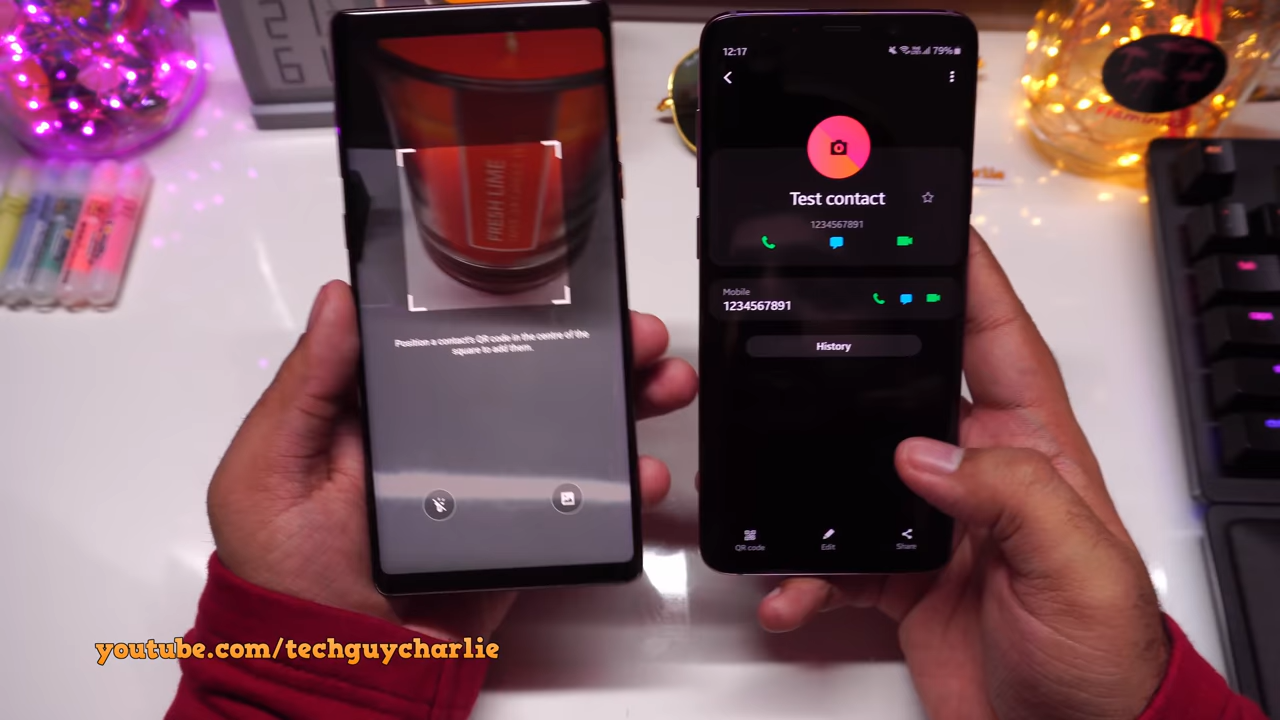 FRESH LIME
Position a contact's QR code in the centre of the
square to add them.
12:17
79%
Test contact
1234567891
Mobile
1234567891
History
QR code
Edit
Share
youtube.com/techguycharlie